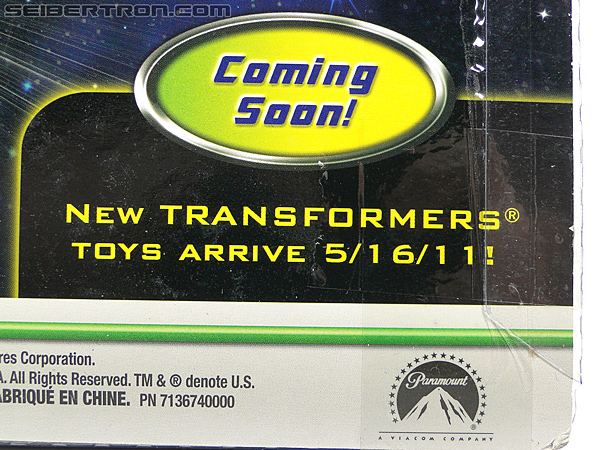 SEIBERTRON.COM
Coming
Soon!
NEW TRANSFORMERS®
TOYS ARRIVE 5/16/11!
res Corporation.
A. All Rights Reserved. TM & ® denote U.S.
ABRIQUÉ EN CHINE. PN 7136740000
Paramount
A VIACOM COMPANY